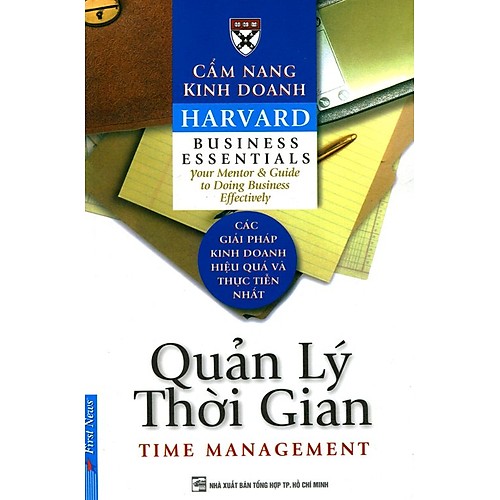 CẨM NANG
KINH DOANH
HARVARD
BUSINESS
ESSENTIALS
your Mentor & Guide
to Doing Business
Effectively
CÁC
GIẢI PHÁP
KINH DOANH
HIỆU QUẢ VÀ
THỰC TIỄN
NHẤT
Quản Lý
Thời Gian
TIME MANAGEMENT
First News
NHÀ XUẤT BẢN TỔNG HỢP TP. HỒ CHÍ MINH